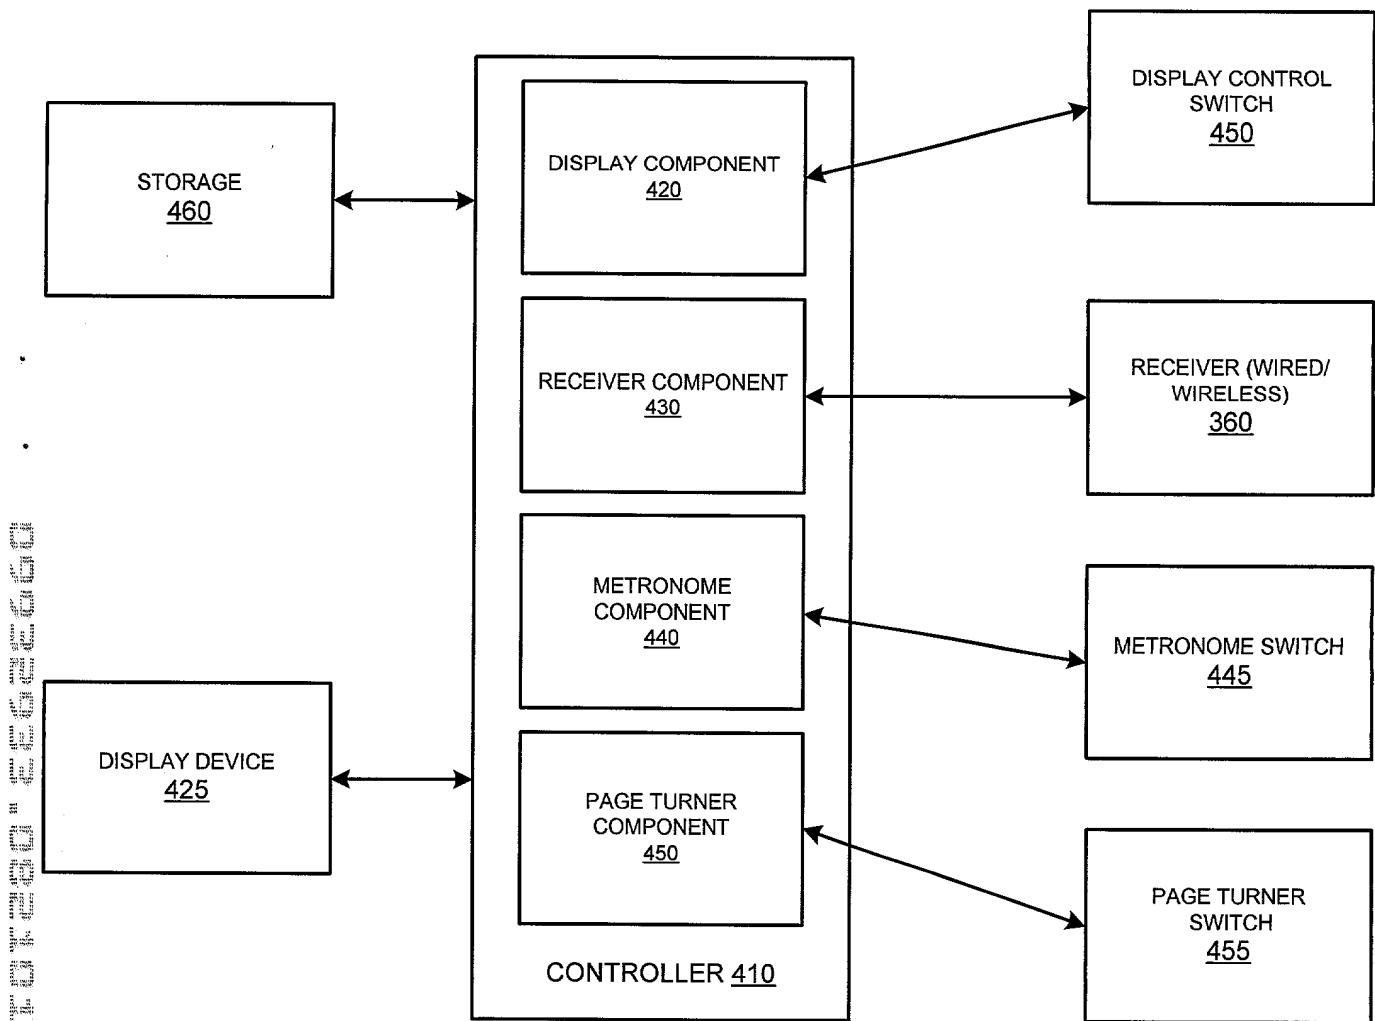 STORAGE
460
DISPLAY DEVICE
425
DISPLAY COMPONENT
420
RECEIVER COMPONENT
430
METRONOME
COMPONENT
440
PAGE TURNER
COMPONENT
450
CONTROLLER 410
DISPLAY CONTROL
SWITCH
450
RECEIVER (WIRED/
WIRELESS)
360
METRONOME SWITCH
445
PAGE TURNER
SWITCH
455